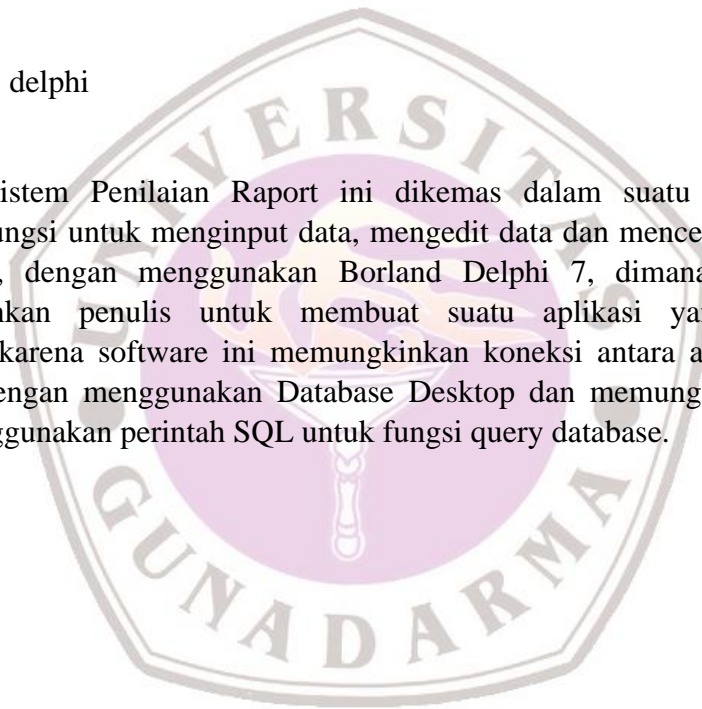 delphi
istem Penilaian Raport ini dikemas dalam suatu
ungsi untuk menginput data, mengedit data dan mence
, dengan menggunakan Borland Delphi 7, dimana
nkan penulis untuk membuat suatu aplikasi ya
karena software ini memungkinkan koneksi antara a
engan menggunakan Database Desktop dan memung
ggunakan perintah SQL untuk fungsi query database.
UNIVERSITAS
GUNADARMA